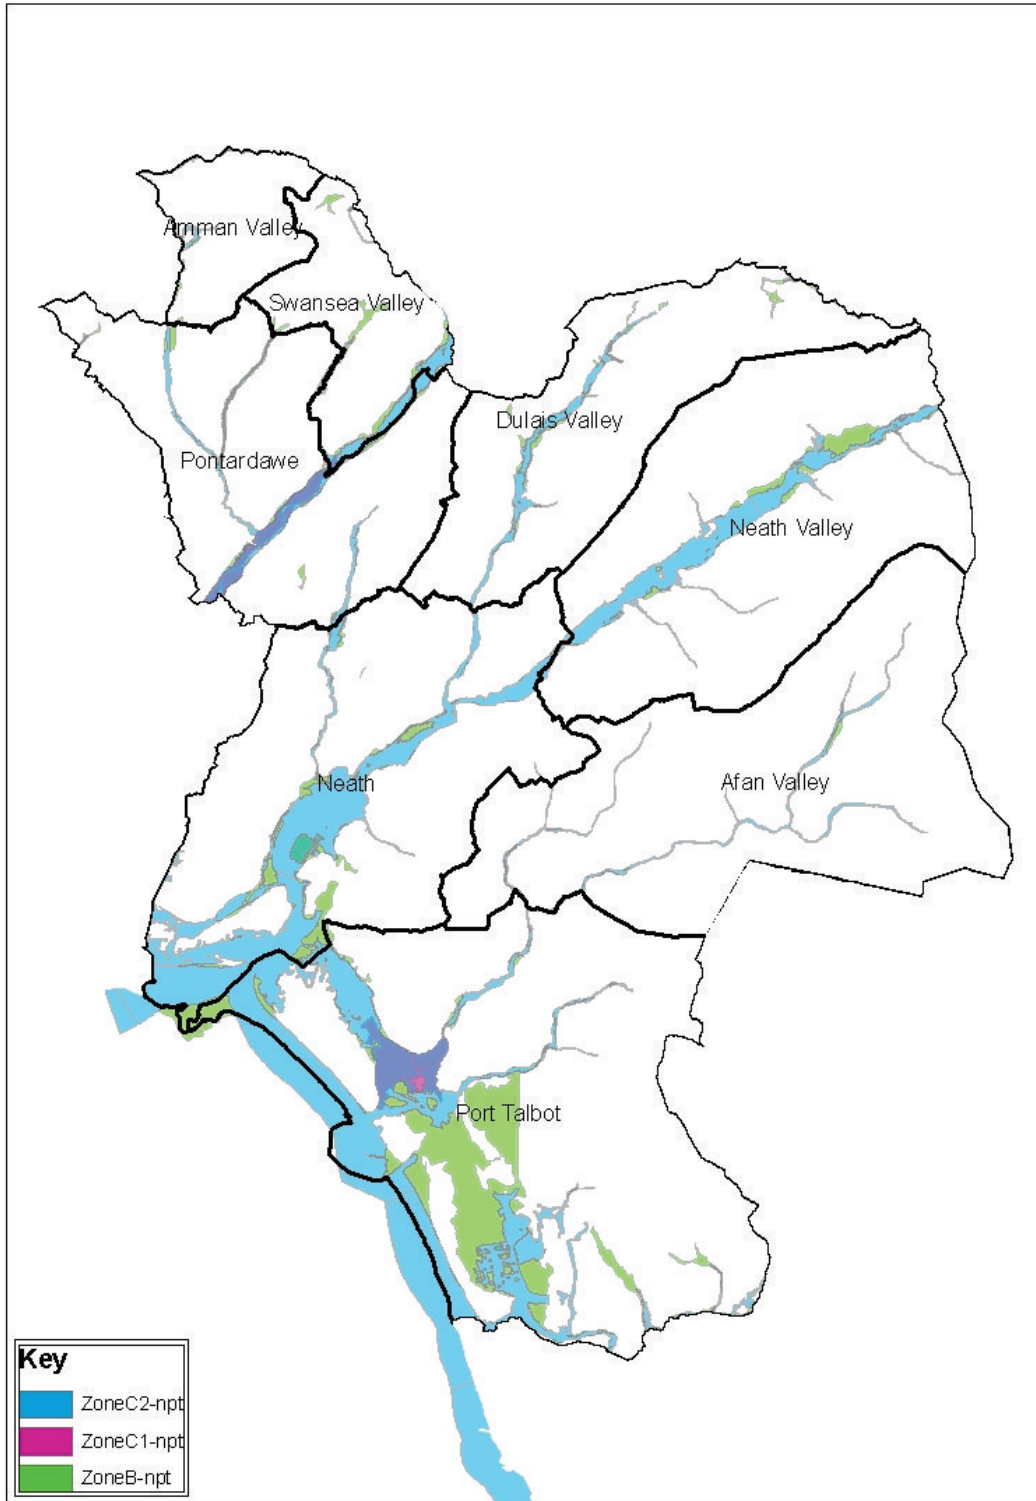 Amman Valley
Swansea Valley
Dulais Valley
Pontardawe
Neath Valley
Neath
Afan Valley
Port Talbot
Key
ZoneC2-npt
ZoneC1-npt
ZoneB-npt